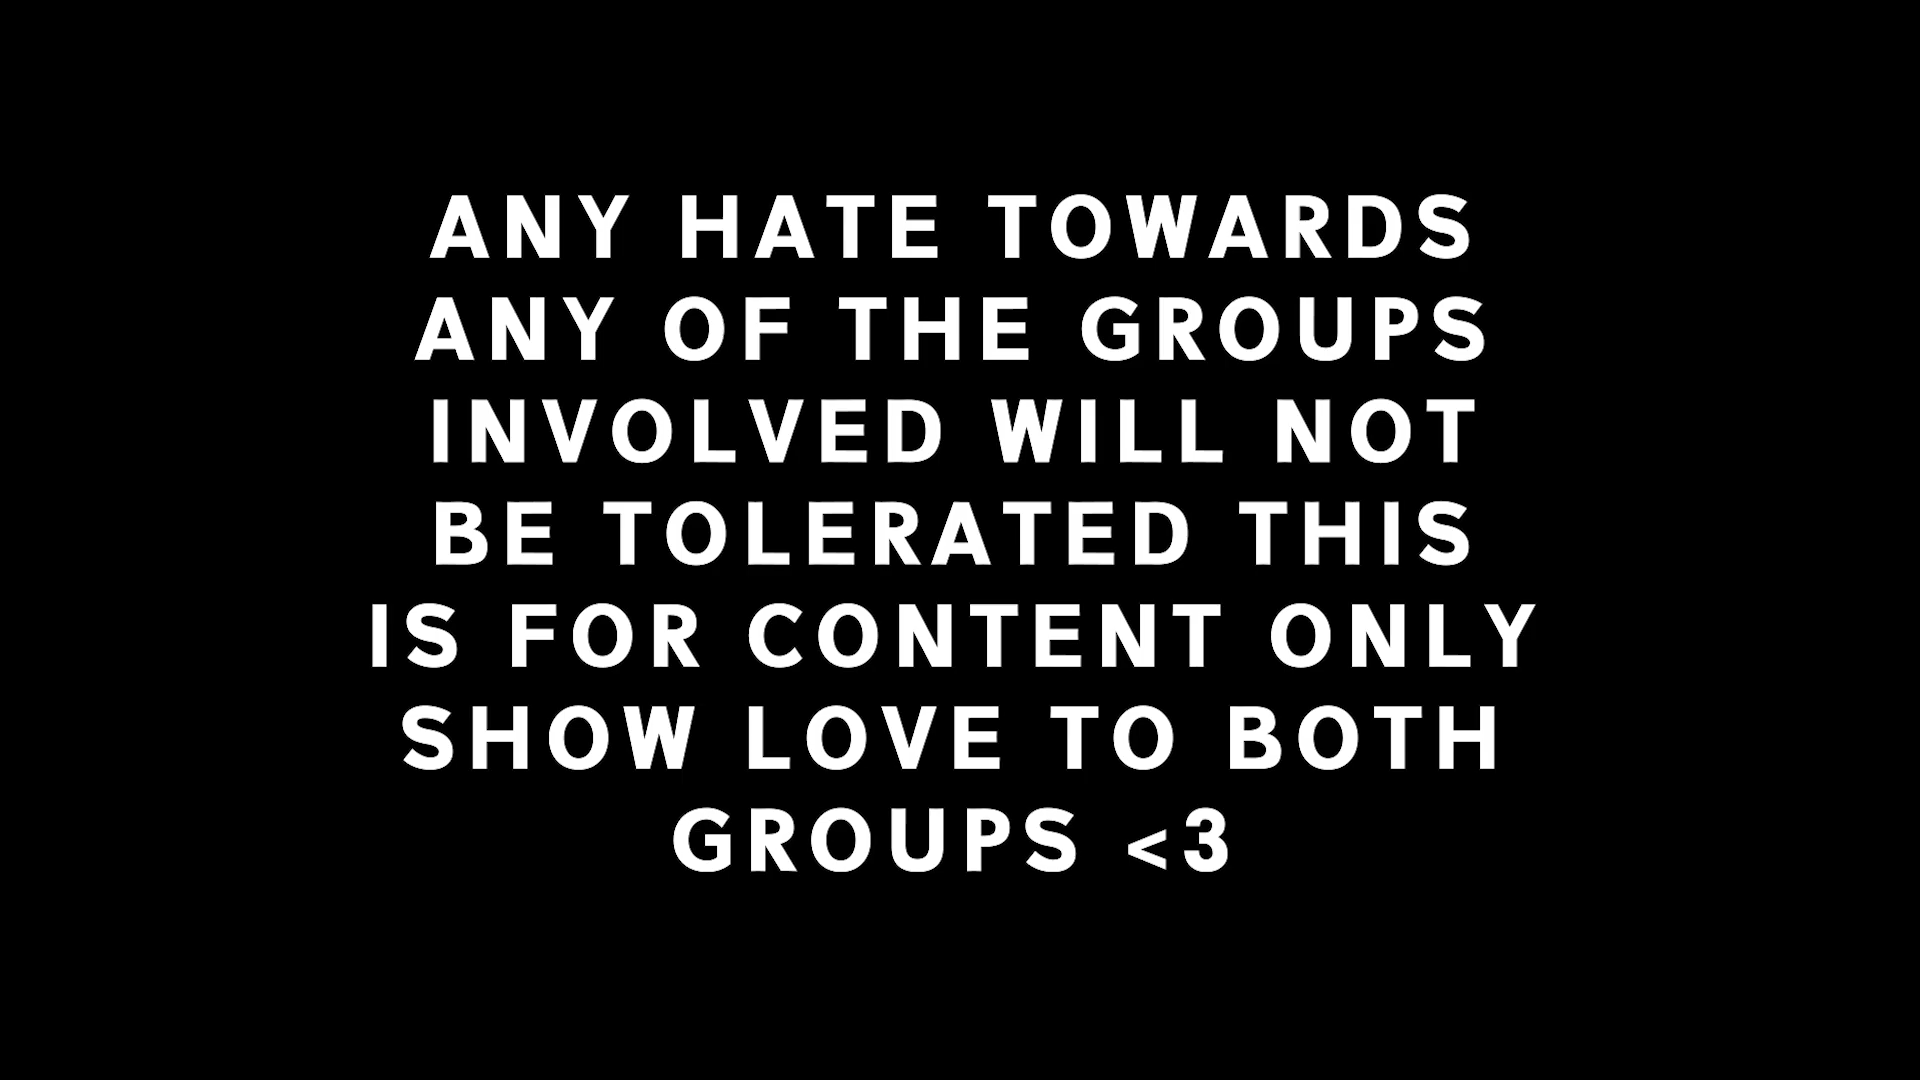 ANY HATE TOWARDS
ANY OF THE GROUPS
INVOLVED WILL NOT
BE TOLERATED THIS
IS FOR CONTENT ONLY
SHOW LOVE TO BOTH
GROUPS <3